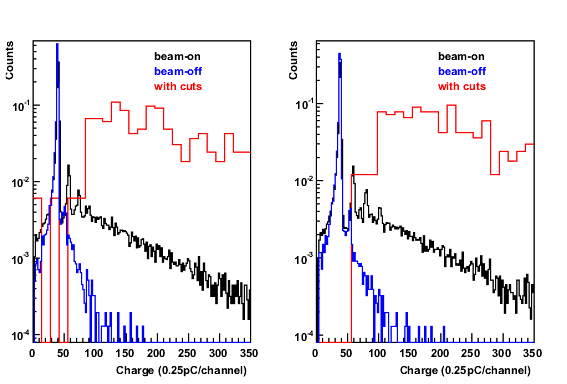 Counts
beam-on
beam-off
with cuts
10-1
10-2
10-3
10-4
0 50 100 150 200 250 300 350
Charge (0.25pC/channel)
Counts
beam-on
beam-off
with cuts
10-1
10-2
10-3
10-4
0 50 100 150 200 250 300 350
Charge (0.25pC/channel)